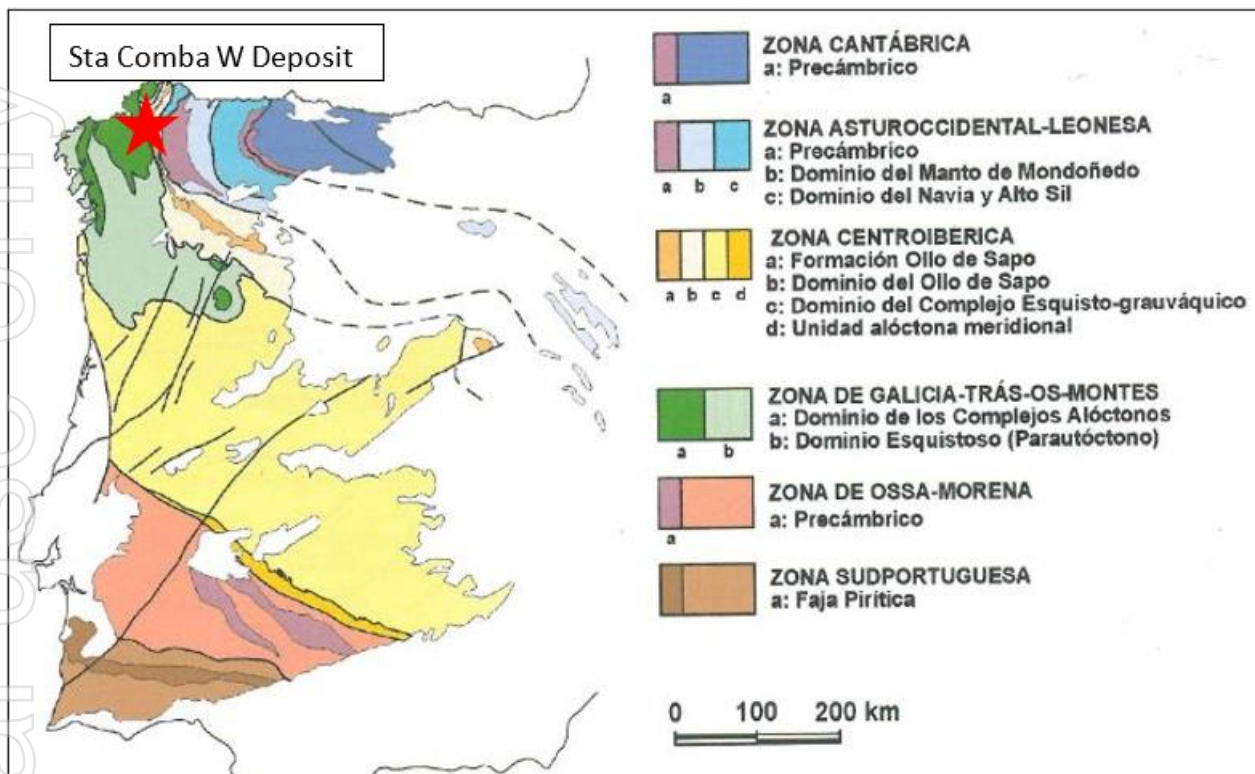 Sta Comba W Deposit
ZONA CANTÁBRICA
a: Precámbrico
a
ZONA ASTUROCCIDENTAL-LEONESA
a: Precámbrico
b: Dominio del Manto de Mondoñedo
c: Dominio del Navia y Alto Sil
a b c
ZONA CENTROIBÉRICA
a: Formación Ollo de Sapo
b: Dominio del Ollo de Sapo
c: Dominio del Complejo Esquisto-grauváquico
d: Unidad alóctona meridional
a b c d
ZONA DE GALICIA-TRÁS-OS-MONTES
a: Dominio de los Complejos Alóctonos
b: Dominio Esquistoso (Parautóctono)
a b
ZONA DE OSSA-MORENA
a: Precámbrico
a
ZONA SUDPORTUGUESA
a: Faja Pirítica
0 100 200 km